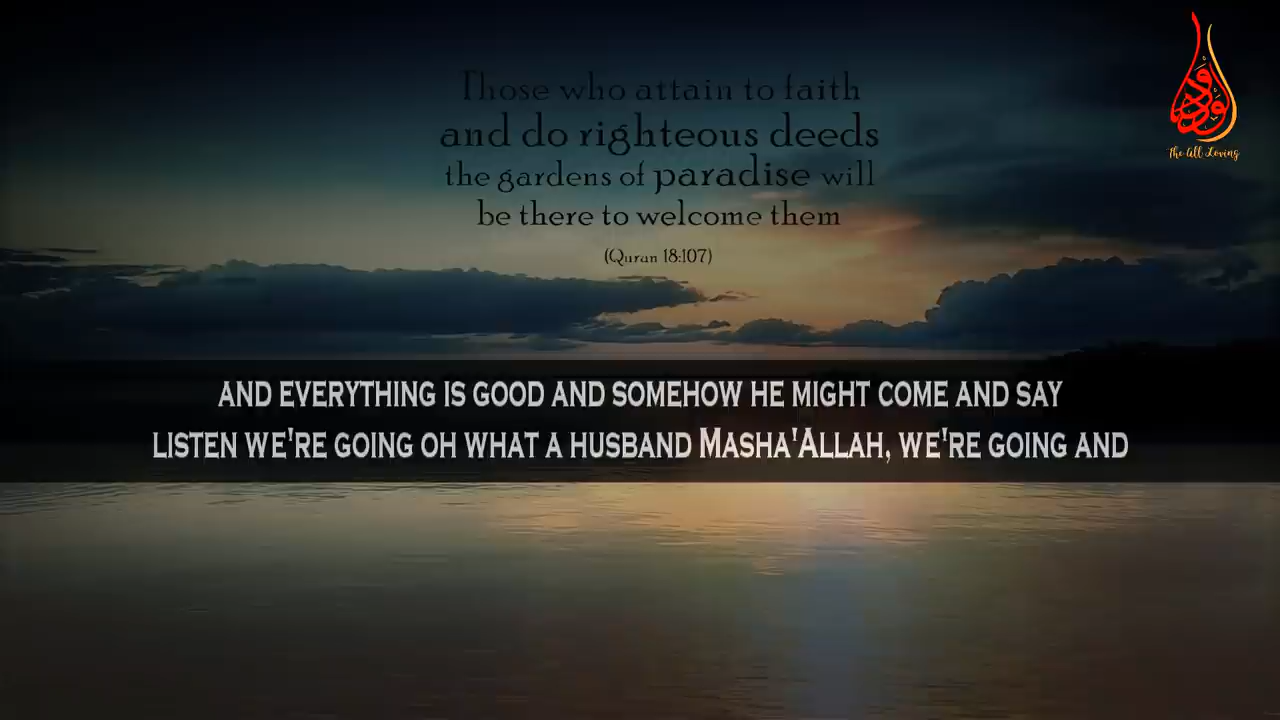 Those who attain to faith
and do righteous deeds
the gardens of paradise will
be there to welcome them
(Quran 18:107)
الودود
The All Loving
AND EVERYTHING IS GOOD AND SOMEHOW HE MIGHT COME AND SAY
LISTEN WE'RE GOING OH WHAT A HUSBAND MASHA'ALLAH, WE'RE GOING AND